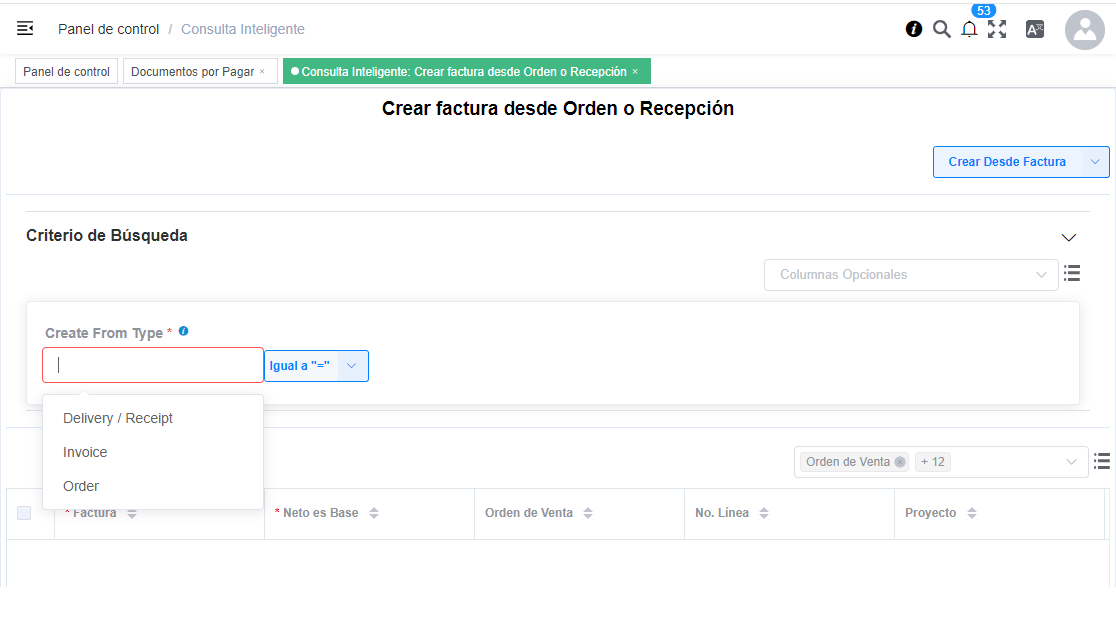 53
Panel de control / Consulta Inteligente
Panel de control
Documentos por Pagar ×
Consulta Inteligente: Crear factura desde Orden o Recepción ×
Crear factura desde Orden o Recepción
Crear Desde Factura
Criterio de Búsqueda
Columnas Opcionales
Create From Type *
Igual a "="
Delivery / Receipt
Invoice
Order
Orden de Venta
+ 12
* Factura
* Neto es Base
Orden de Venta
No. Línea
Proyecto